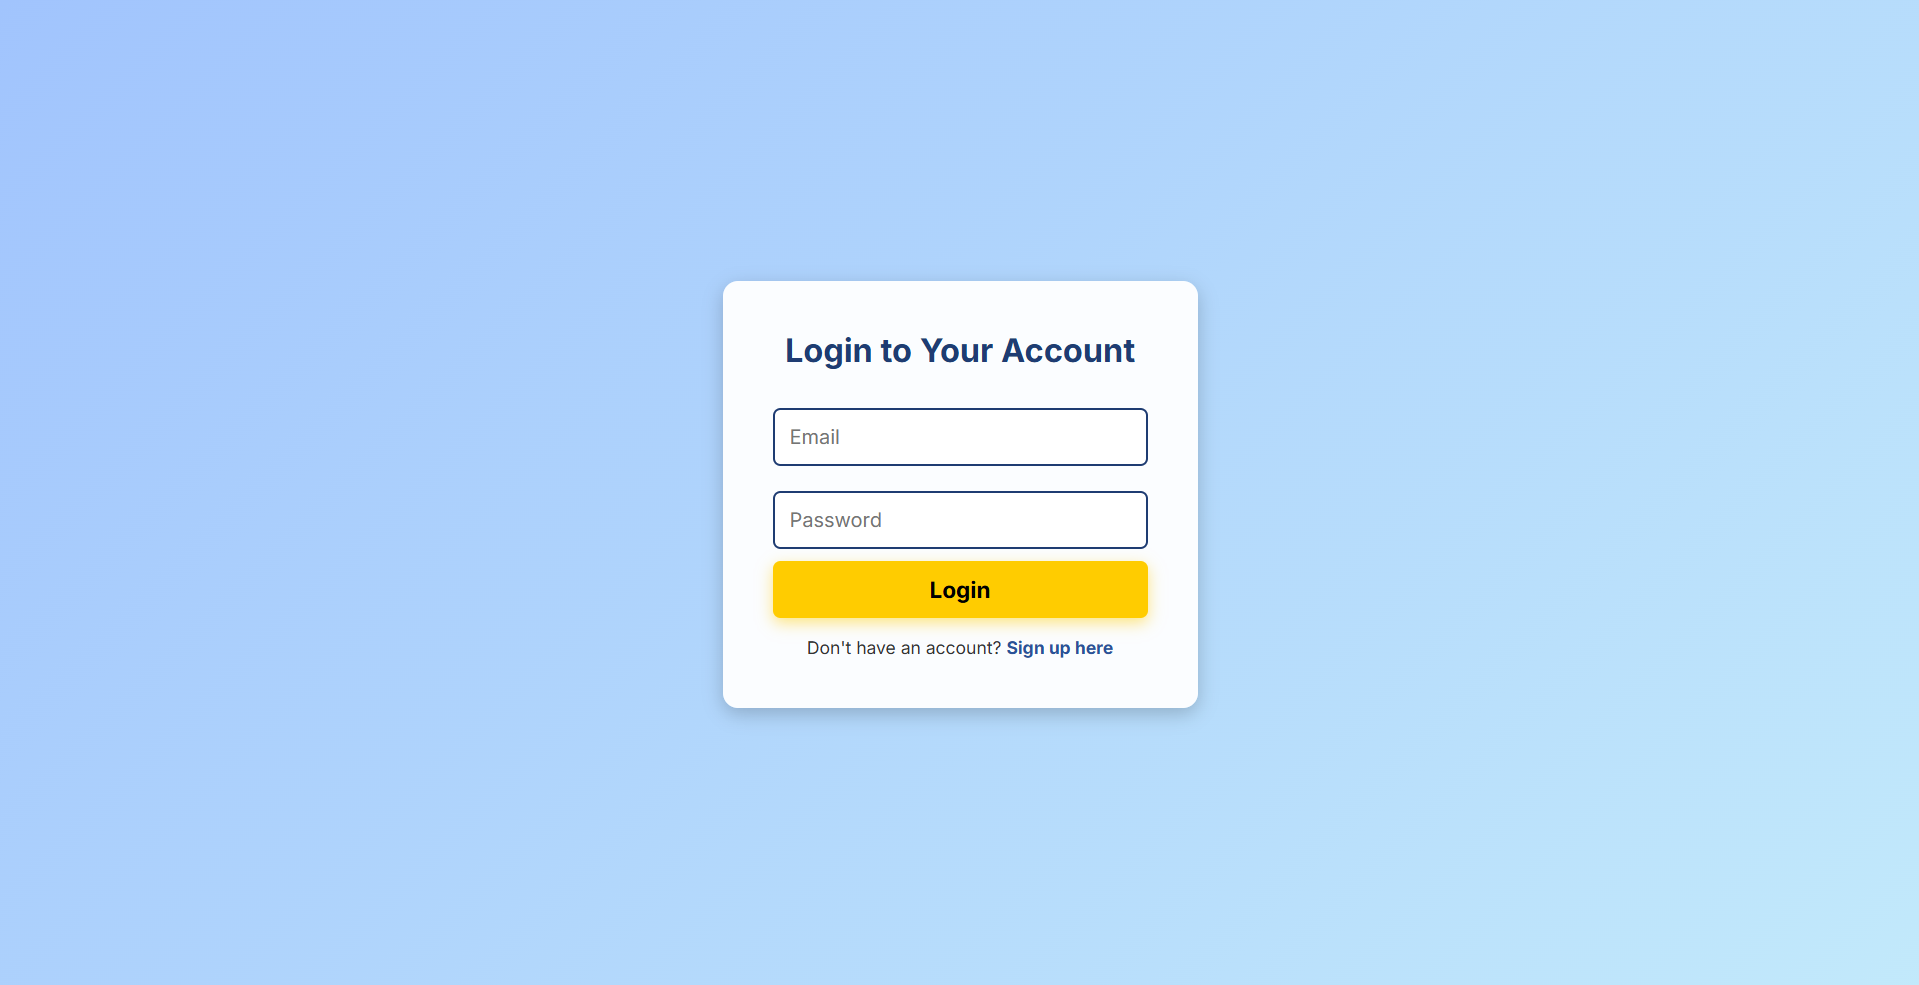 Login to Your Account
Email
Password
Login
Don't have an account? Sign up here